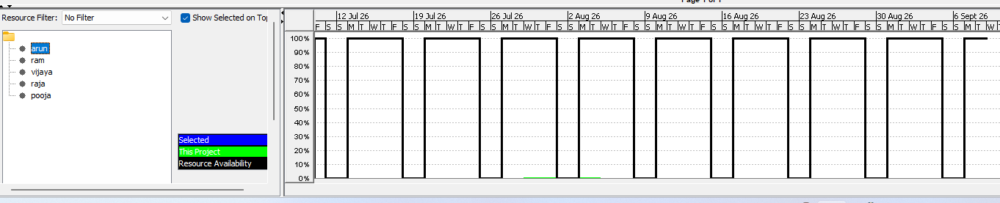 Page 1 of 1
Resource Filter: No Filter Show Selected on Top
arun
ram
vijaya
raja
pooja
Selected
This Project
Resource Availability
12 Jul 26 19 Jul 26 26 Jul 26 2 Aug 26 9 Aug 26 16 Aug 26 23 Aug 26 30 Aug 26 6 Sept 26
F S S M T W T F S S M T W T F S S M T W T F S S M T W T F S S M T W T F S S M T W T F S S M T W T F S S M T W T F S S M T W
100%
90%
80%
70%
60%
50%
40%
30%
20%
10%
0%